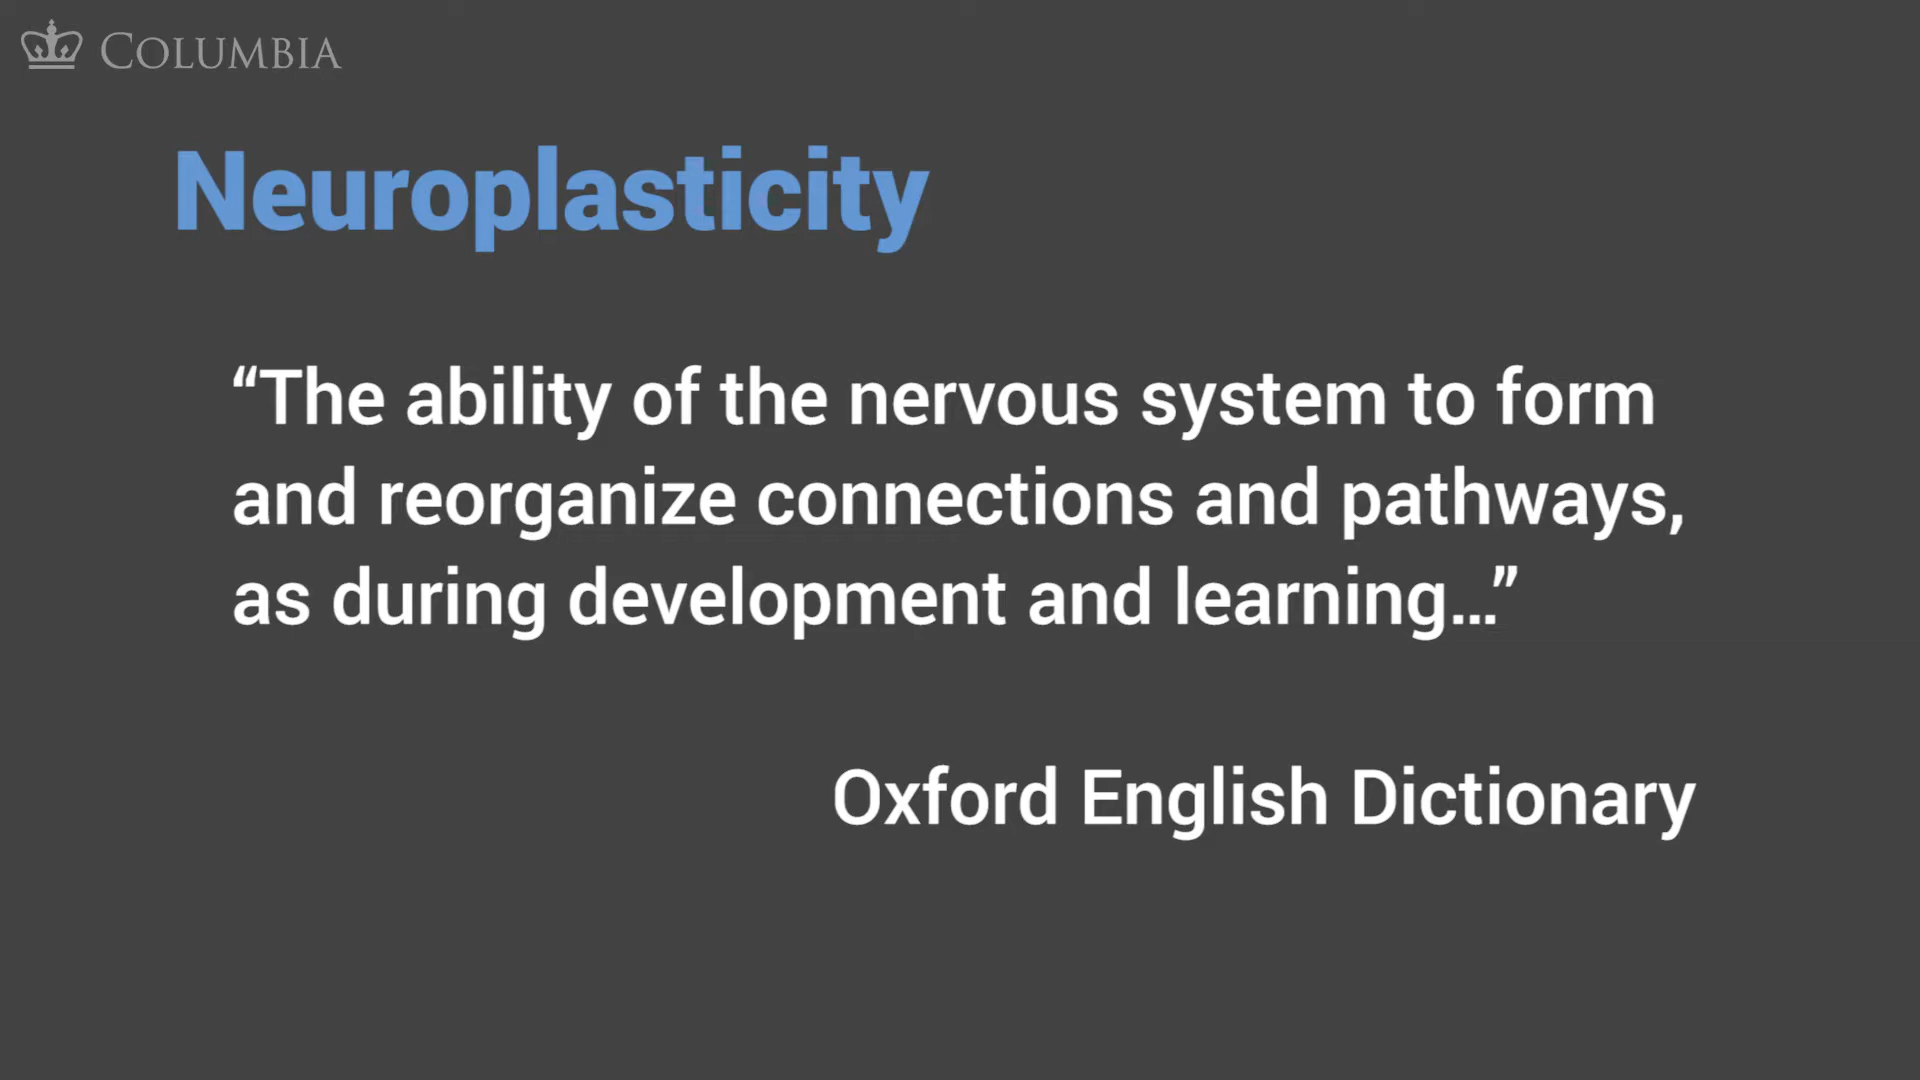 COLUMBIA
Neuroplasticity
“The ability of the nervous system to form
and reorganize connections and pathways,
as during development and learning...”
Oxford English Dictionary